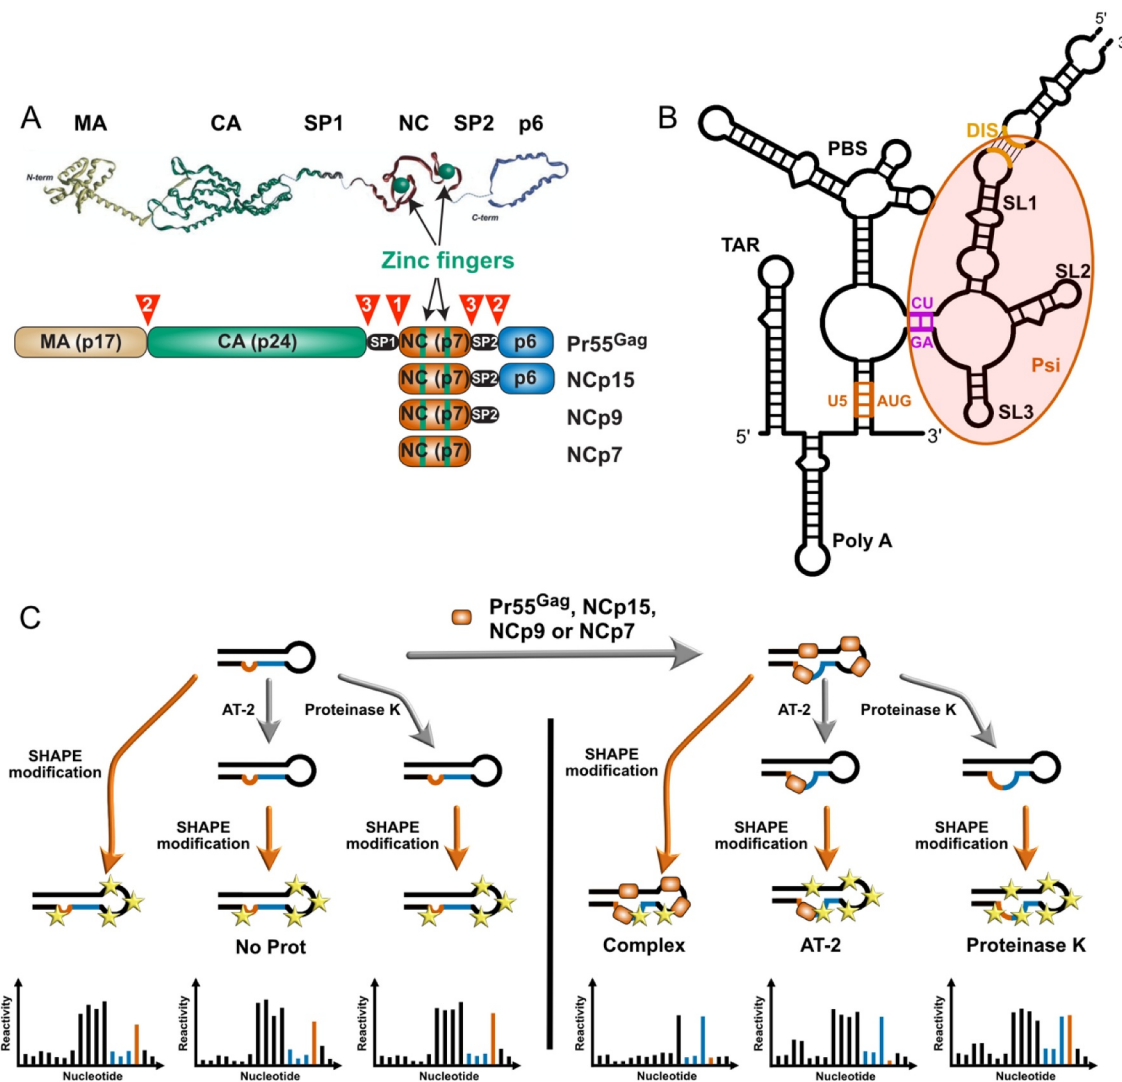 A
MA
CA
SP1
NC
SP2
p6
N-term
C-term
Zinc fingers
2
3
1
3
2
MA (p17)
CA (p24)
SP1
NC (p7)
SP2
p6
Pr55Gag
NC (p7)
SP2
p6
NCp15
NC (p7)
SP2
NCp9
NC (p7)
NCp7
B
5'
3'
DIS
PBS
SL1
TAR
SL2
CU
GA
Psi
U5
AUG
SL3
5'
3'
Poly A
C
Pr55Gag, NCp15,
NCp9 or NCp7
AT-2
Proteinase K
SHAPE
modification
SHAPE
modification
SHAPE
modification
No Prot
AT-2
Proteinase K
SHAPE
modification
SHAPE
modification
SHAPE
modification
Complex
AT-2
Proteinase K
Reactivity
Nucleotide
Reactivity
Nucleotide
Reactivity
Nucleotide
Reactivity
Nucleotide
Reactivity
Nucleotide
Reactivity
Nucleotide